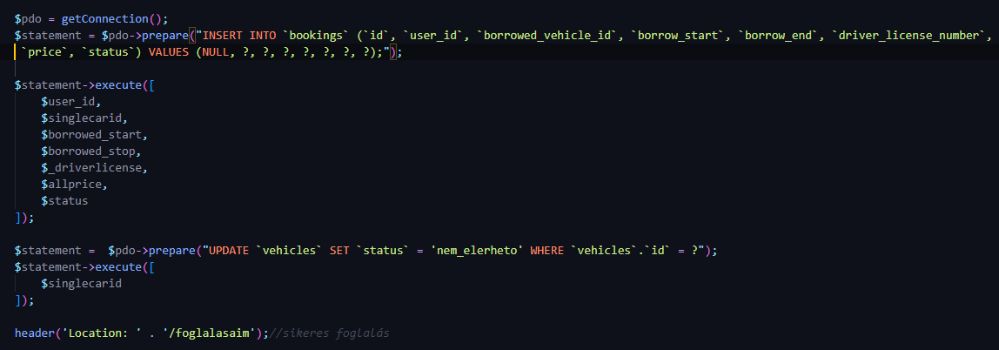 $pdo = getConnection();
$statement = $pdo->prepare("INSERT INTO `bookings` (`id`, `user_id`, `borrowed_vehicle_id`, `borrow_start`, `borrow_end`, `driver_license_number`,
`price`, `status`) VALUES (NULL, ?, ?, ?, ?, ?, ?, ?);");
$statement->execute([
$user_id,
$singlecarid,
$borrowed_start,
$borrowed_stop,
$_driverlicense,
$allprice,
$status
]);
$statement =  $pdo->prepare("UPDATE `vehicles` SET `status` = 'nem_elerheto' WHERE `vehicles`.`id` = ?");
$statement->execute([
$singlecarid
]);
header('Location: ' . '/foglalasaim');//sikeres foglalás